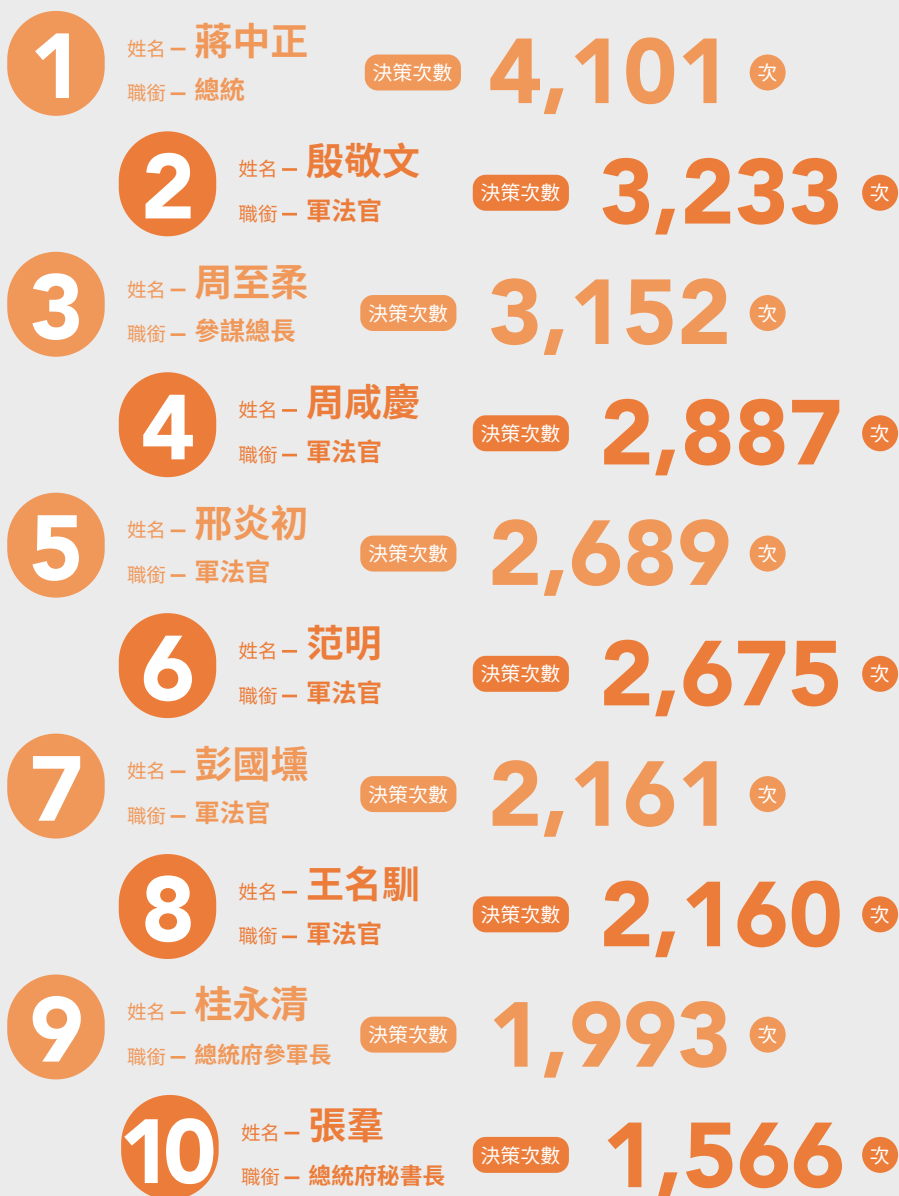 1 姓名 – 蔣中正
職銜 – 總統
決策次數 4,101 次
2 姓名 – 殷敬文
職銜 – 軍法官
決策次數 3,233 次
3 姓名 – 周至柔
職銜 – 參謀總長
決策次數 3,152 次
4 姓名 – 周咸慶
職銜 – 軍法官
決策次數 2,887 次
5 姓名 – 邢炎初
職銜 – 軍法官
決策次數 2,689 次
6 姓名 – 范明
職銜 – 軍法官
決策次數 2,675 次
7 姓名 – 彭國壎
職銜 – 軍法官
決策次數 2,161 次
8 姓名 – 王名馴
職銜 – 軍法官
決策次數 2,160 次
9 姓名 – 桂永清
職銜 – 總統府參軍長
決策次數 1,993 次
10 姓名 – 張羣
職銜 – 總統府秘書長
決策次數 1,566 次